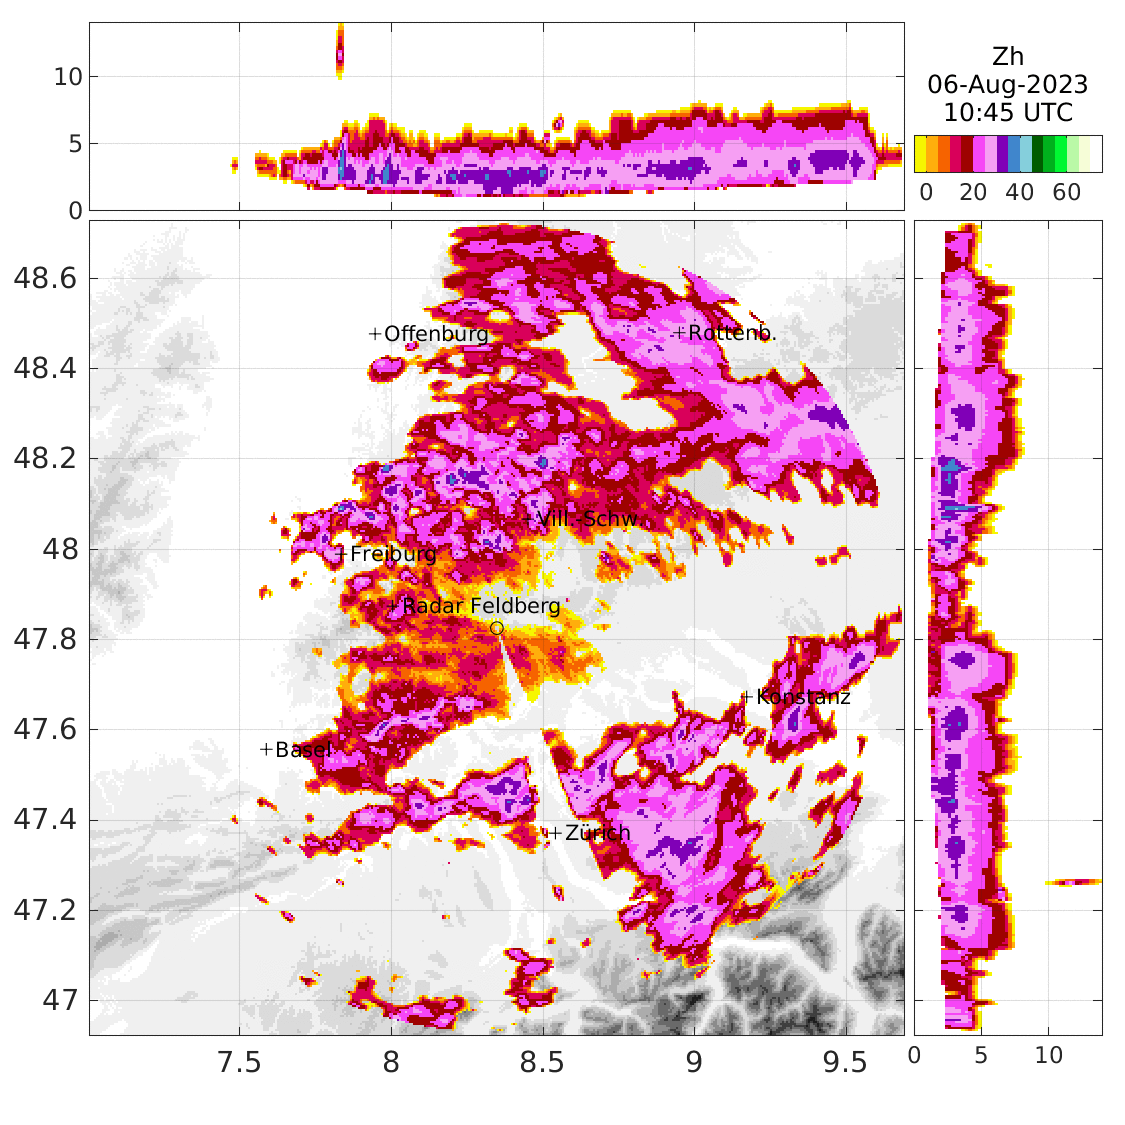 10
5
0
Zh
06-Aug-2023
10:45 UTC
0 20 40 60
48.6
48.4
48.2
48
47.8
47.6
47.4
47.2
47
+Offenburg
+Rottenb.
+Vill.-Schw.
+Freiburg
+Radar Feldberg
+Konstanz
+Basel
+Zürich
7.5 8 8.5 9 9.5
0 5 10